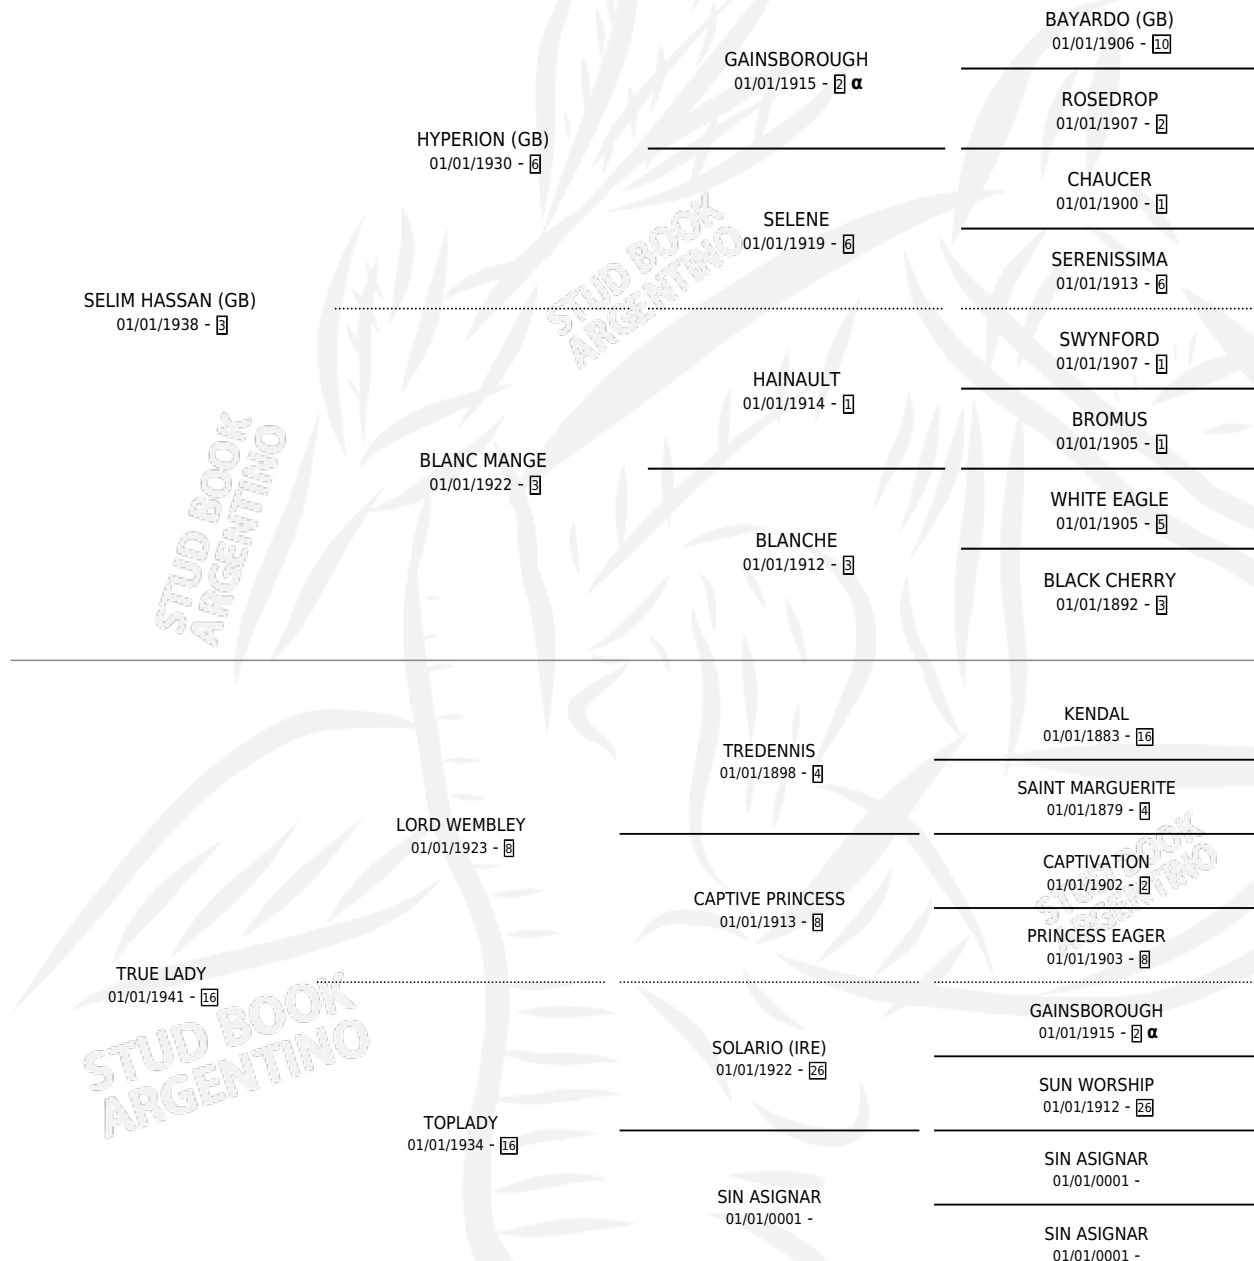 BAYARDO (GB)
01/01/1906 - 10
GAINSBOROUGH
01/01/1915 - 2 α
ROSEDROP
01/01/1907 - 2
HYPERION (GB)
01/01/1930 - 6
CHAUCER
01/01/1900 - 1
SELENE
01/01/1919 - 6
SERENISSIMA
01/01/1913 - 6
SELIM HASSAN (GB)
01/01/1938 - 3
SWYNFORD
01/01/1907 - 1
HAINAULT
01/01/1914 - 1
BROMUS
01/01/1905 - 1
BLANC MANGE
01/01/1922 - 3
WHITE EAGLE
01/01/1905 - 5
BLANCHE
01/01/1912 - 3
BLACK CHERRY
01/01/1892 - 3
KENDAL
01/01/1883 - 16
TREDENNIS
01/01/1898 - 4
SAINT MARGUERITE
01/01/1879 - 4
LORD WEMBLEY
01/01/1923 - 8
CAPTIVATION
01/01/1902 - 2
CAPTIVE PRINCESS
01/01/1913 - 8
PRINCESS EAGER
01/01/1903 - 8
TRUE LADY
01/01/1941 - 16
GAINSBOROUGH
01/01/1915 - 2 α
SOLARIO (IRE)
01/01/1922 - 26
SUN WORSHIP
01/01/1912 - 26
TOPLADY
01/01/1934 - 16
SIN ASIGNAR
01/01/0001 -
SIN ASIGNAR
01/01/0001 -
SIN ASIGNAR
01/01/0001 -
STUD BOOK
ARGENTINO
STUD BOOK
ARGENTINO
STUD BOOK
ARGENTINO
STUD BOOK
ARGENTINO